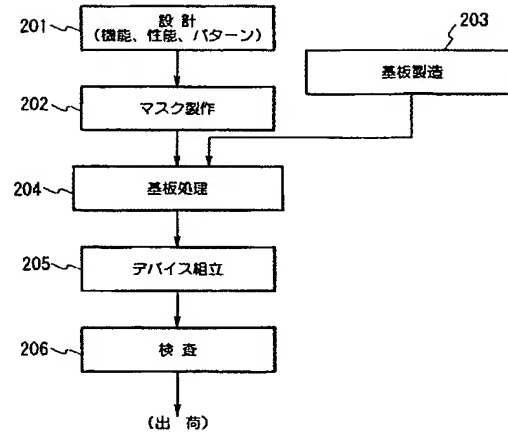 201
設 計
(機能、性能、パターン)
203
基板製造
202
マスク製作
204
基板処理
205
デバイス組立
206
検 査
(出 荷)